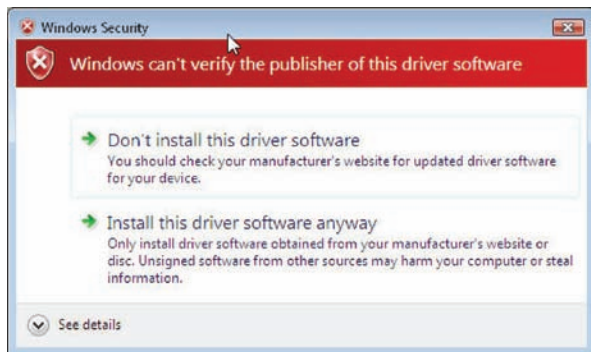 Windows Security
Windows can't verify the publisher of this driver software
Don't install this driver software
You should check your manufacturer's website for updated driver software
for your device.
Install this driver software anyway
Only install driver software obtained from your manufacturer's website or
disc. Unsigned software from other sources may harm your computer or steal
information.
See details